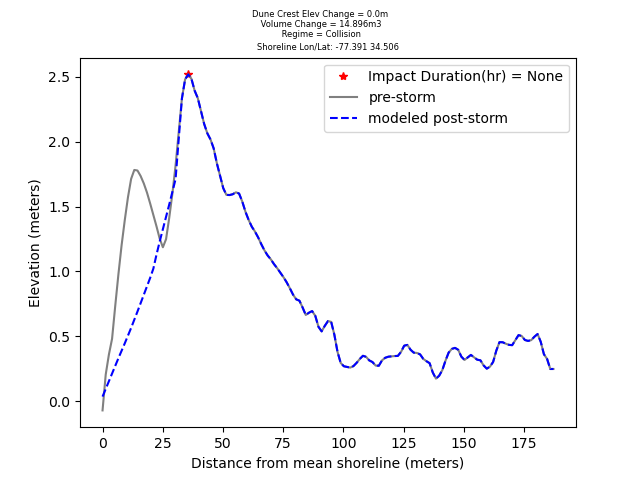 Dune Crest Elev Change = 0.0m
Volume Change = 14.896m3
Regime = Collision
Shoreline Lon/Lat: -77.391 34.506
Impact Duration(hr) = None
pre-storm
modeled post-storm
Elevation (meters)
2.5
2.0
1.5
1.0
0.5
0.0
0 25 50 75 100 125 150 175
Distance from mean shoreline (meters)